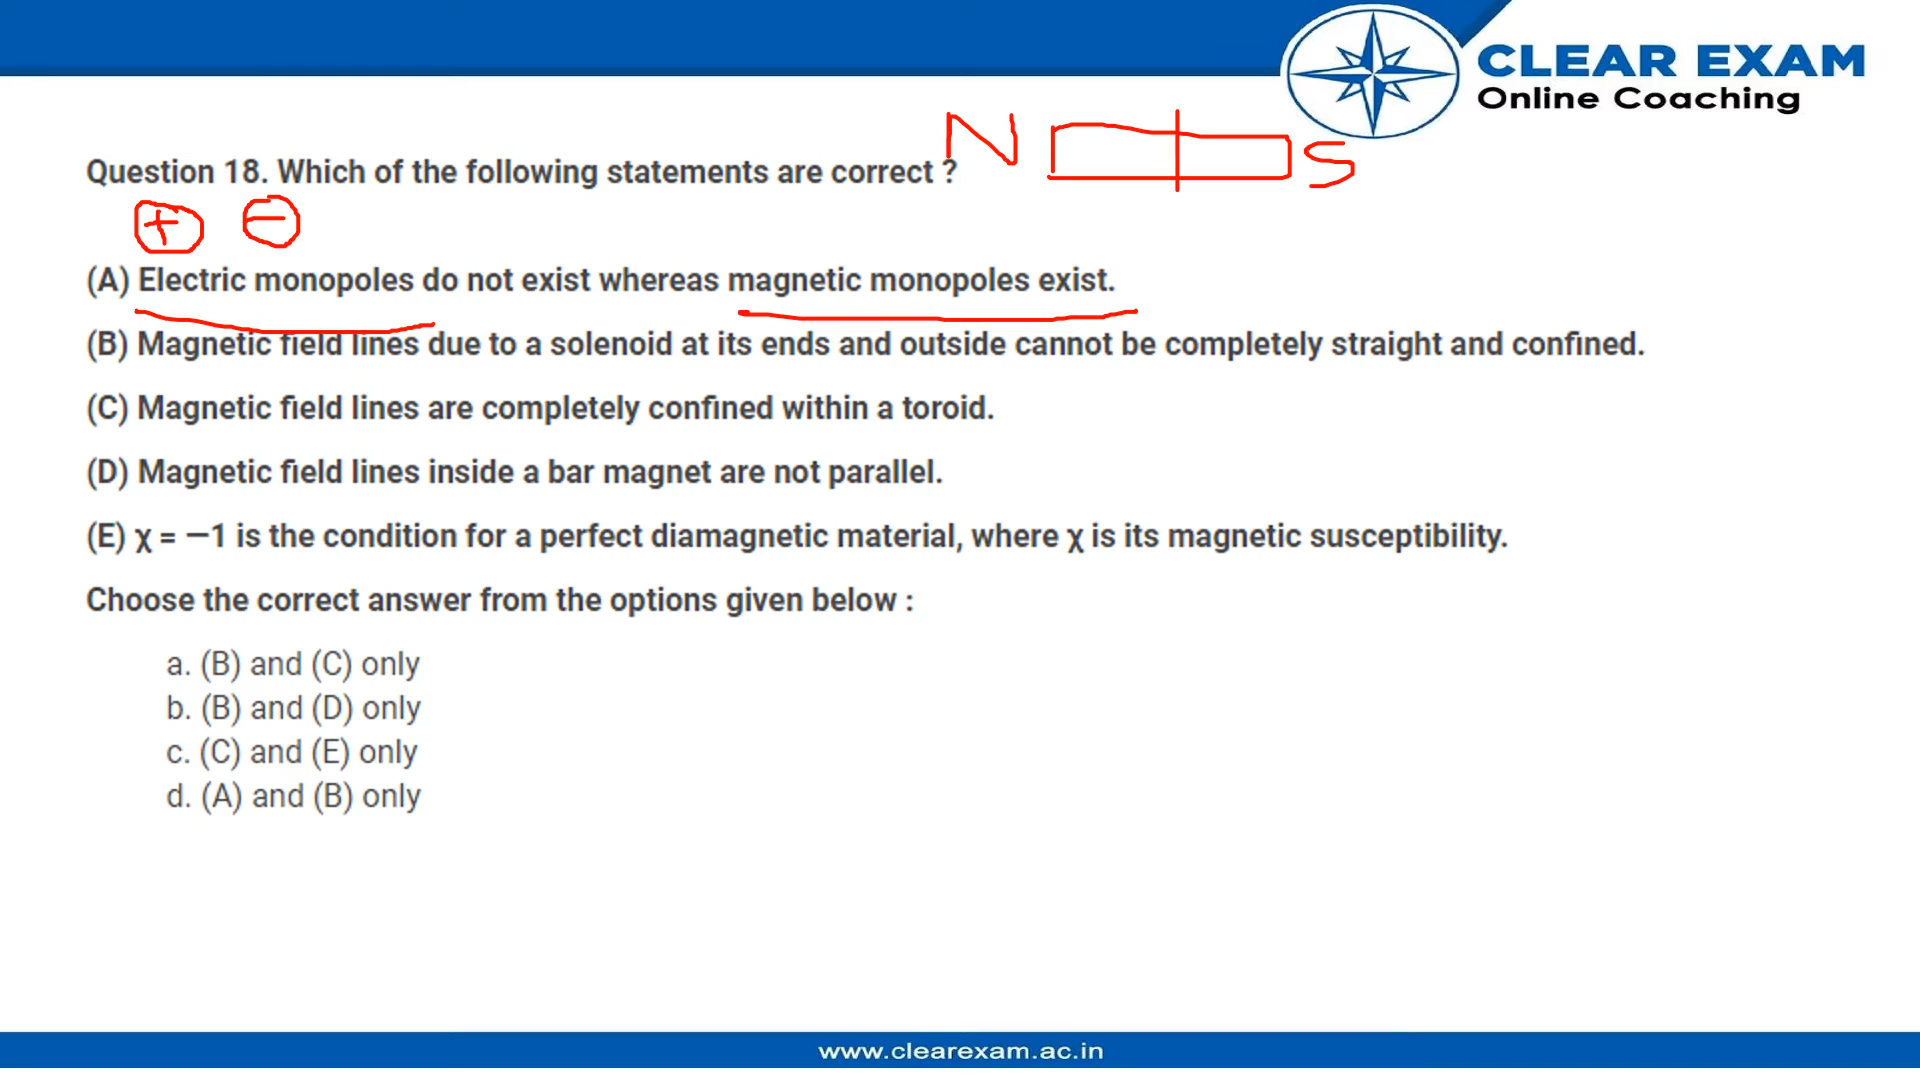 CLEAR EXAM
Online Coaching
N S
Question 18. Which of the following statements are correct ?
+ −
(A) Electric monopoles do not exist whereas magnetic monopoles exist.
(B) Magnetic field lines due to a solenoid at its ends and outside cannot be completely straight and confined.
(C) Magnetic field lines are completely confined within a toroid.
(D) Magnetic field lines inside a bar magnet are not parallel.
(E) χ = −1 is the condition for a perfect diamagnetic material, where χ is its magnetic susceptibility.
Choose the correct answer from the options given below :
a. (B) and (C) only
b. (B) and (D) only
c. (C) and (E) only
d. (A) and (B) only
www.clearexam.ac.in